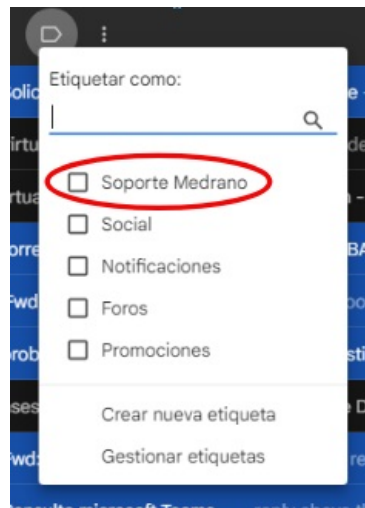 Etiquetar como:
Soporte Medrano
Social
Notificaciones
Foros
Promociones
Crear nueva etiqueta
Gestionar etiquetas